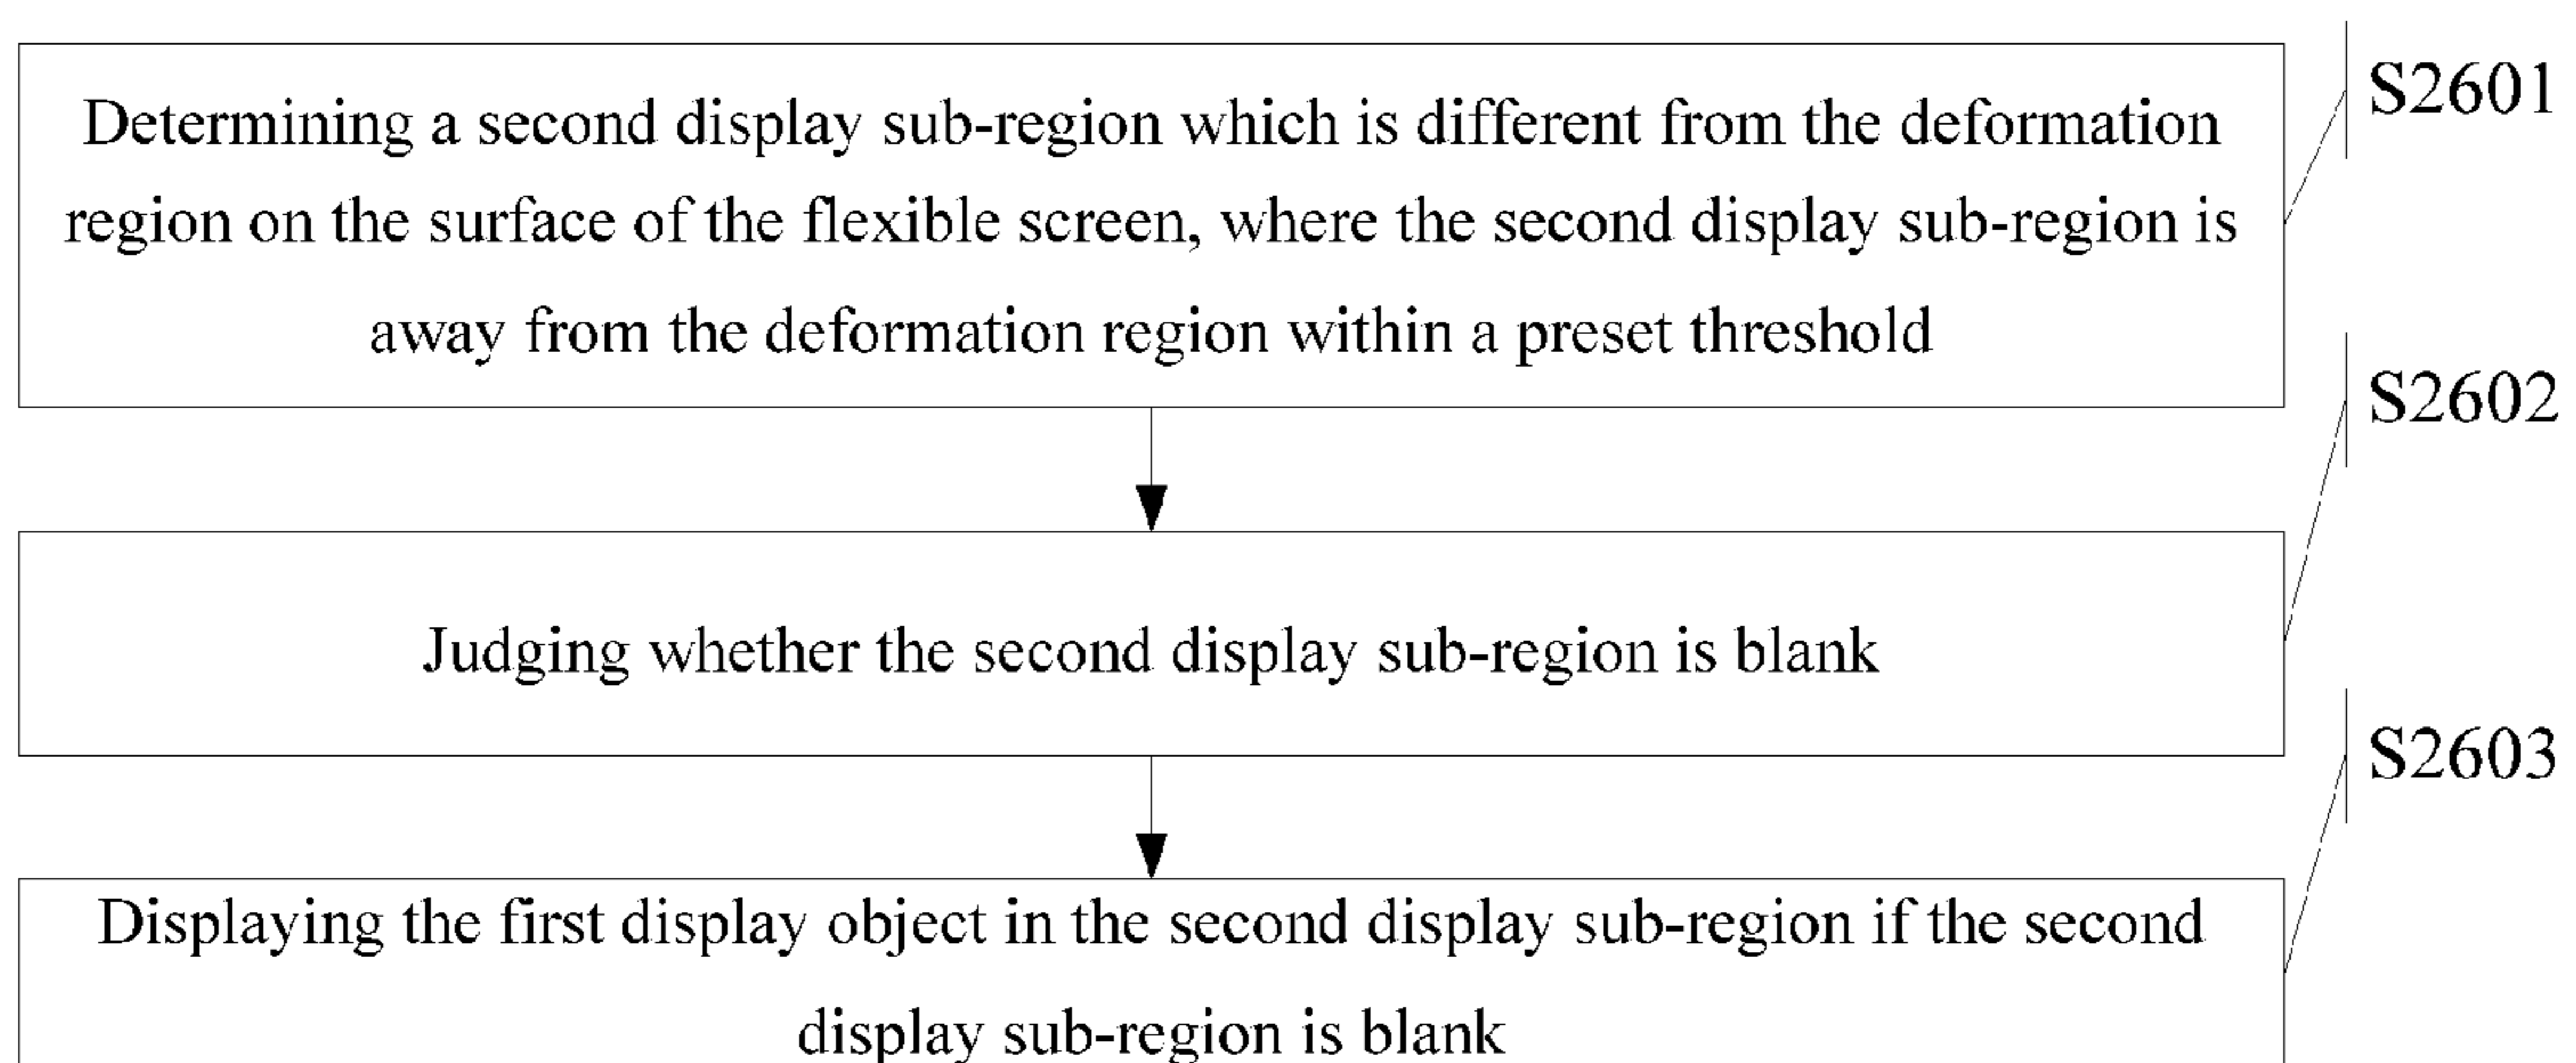 Determining a second display sub-region which is different from the deformation
region on the surface of the flexible screen, where the second display sub-region is
away from the deformation region within a preset threshold
S2601
Judging whether the second display sub-region is blank
S2602
Displaying the first display object in the second display sub-region if the second
display sub-region is blank
S2603